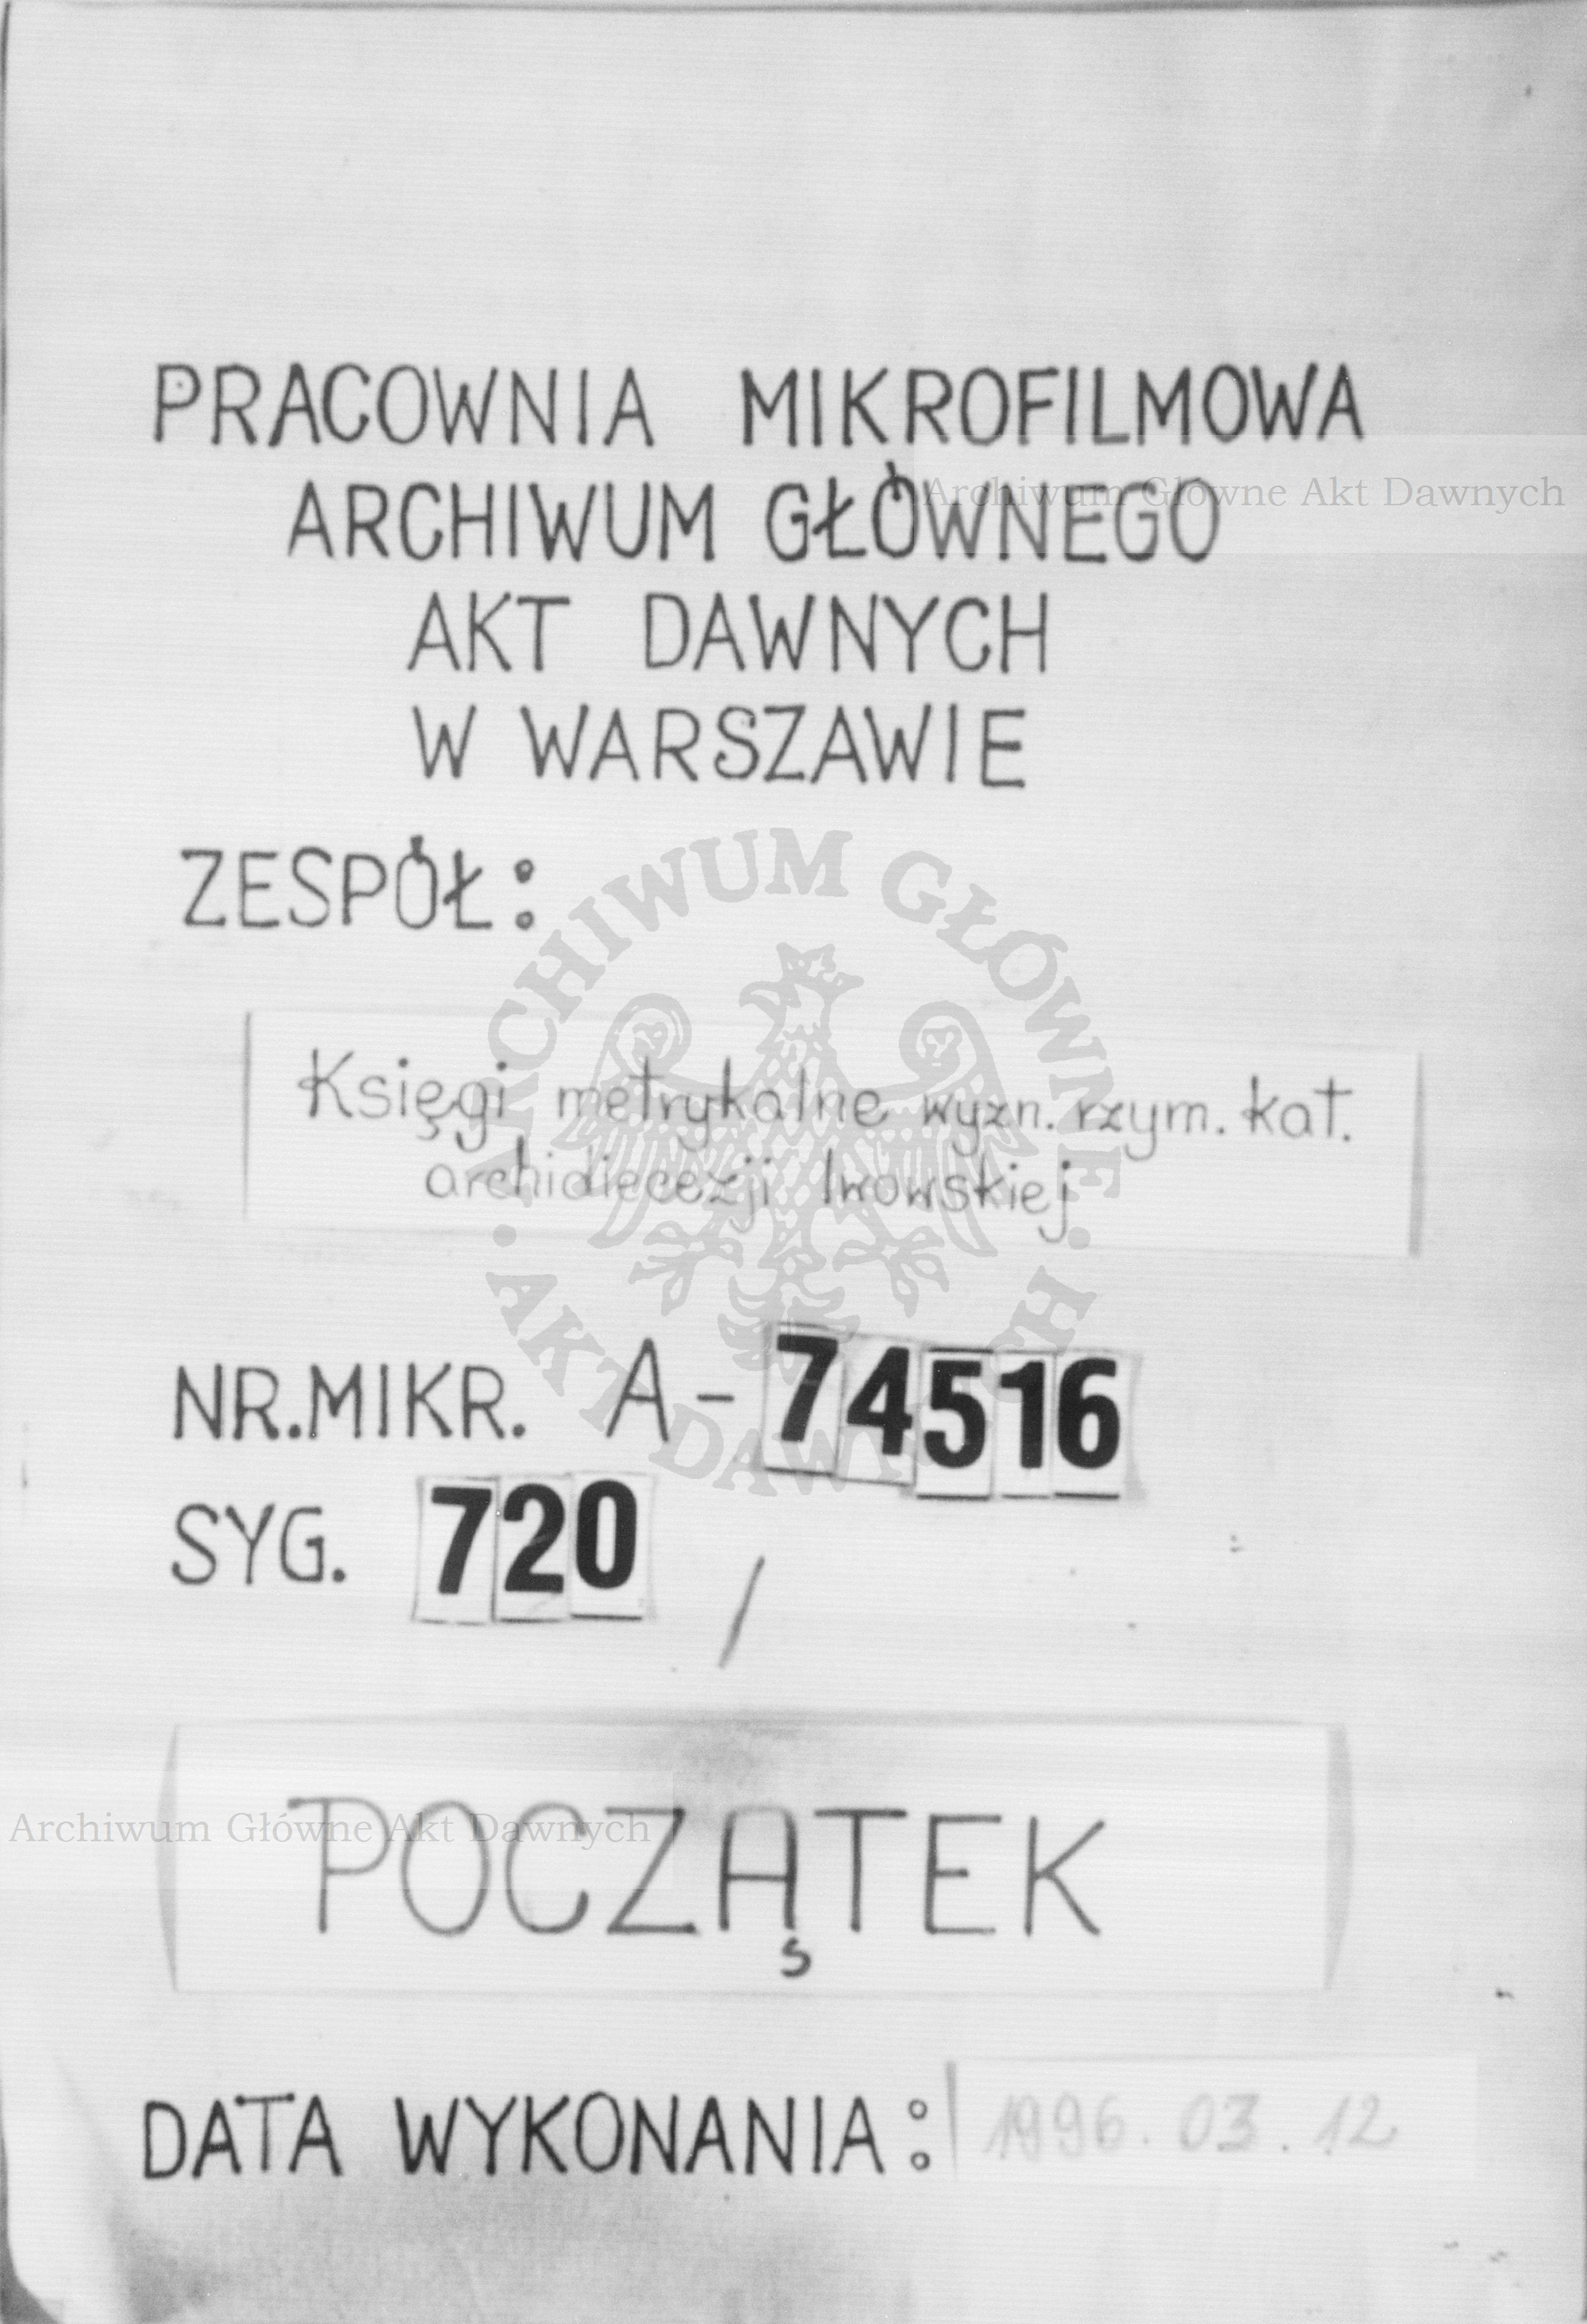 PRACOWNIA MIKROFILMOWA
ARCHIWUM GŁÓWNEGO
Archiwum Główne Akt Dawnych
AKT DAWNYCH
W WARSZAWIE
ZESPÓŁ:
ARCHIWUM GŁÓWNE · AKT DAWNYCH ·
Księgi metrykalne wyzn. rzym. kat.
archidiecezji lwowskiej
NR. MIKR. A-74516
SYG. 720 /
POCZĄTEK
Archiwum Główne Akt Dawnych
DATA WYKONANIA: 1996.03.12